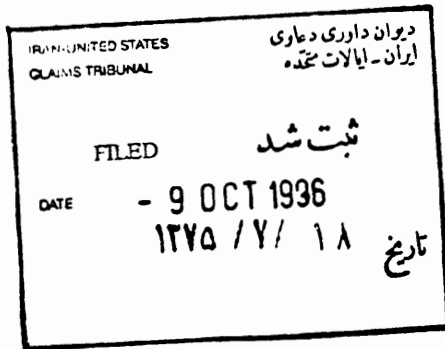 IRAN-UNITED STATES
CLAIMS TRIBUNAL
دیوان داوری دعاوی
ایران - ایالات متحده
FILED ثبت شد
DATE - 9 OCT 1936
۱۳۷۵ /۷/ ۱۸ تاریخ